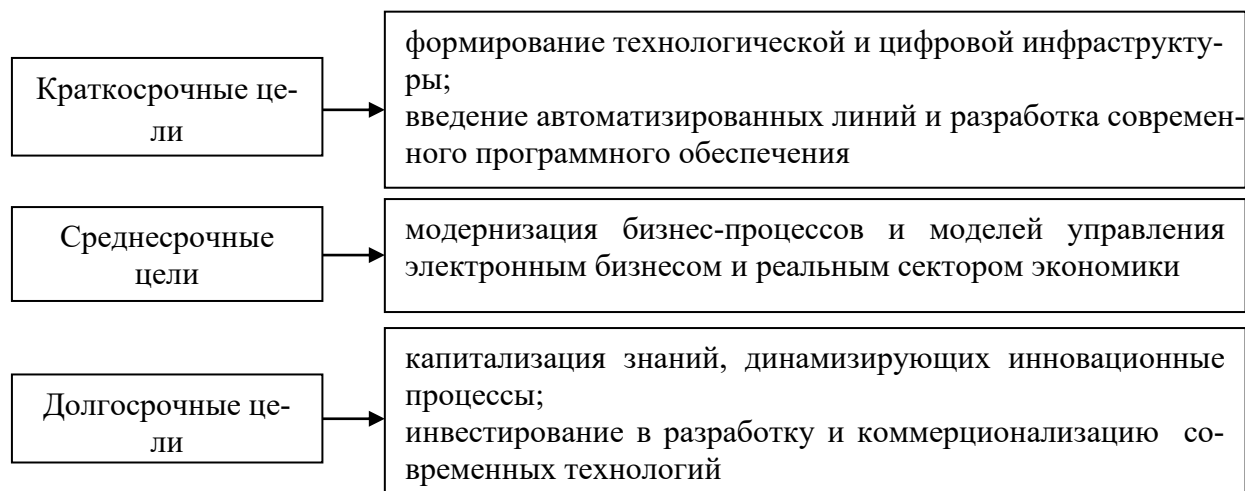 Краткосрочные це-
ли
формирование технологической и цифровой инфраструкту-
ры;
введение автоматизированных линий и разработка современ-
ного программного обеспечения
Среднесрочные
цели
модернизация бизнес-процессов и моделей управления
электронным бизнесом и реальным сектором экономики
Долгосрочные це-
ли
капитализация знаний, динамизирующих инновационные
процессы;
инвестирование в разработку и коммерционализацию со-
временных технологий